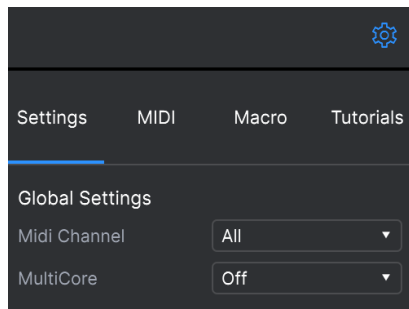 Settings MIDI Macro Tutorials
Global Settings
Midi Channel All
MultiCore Off